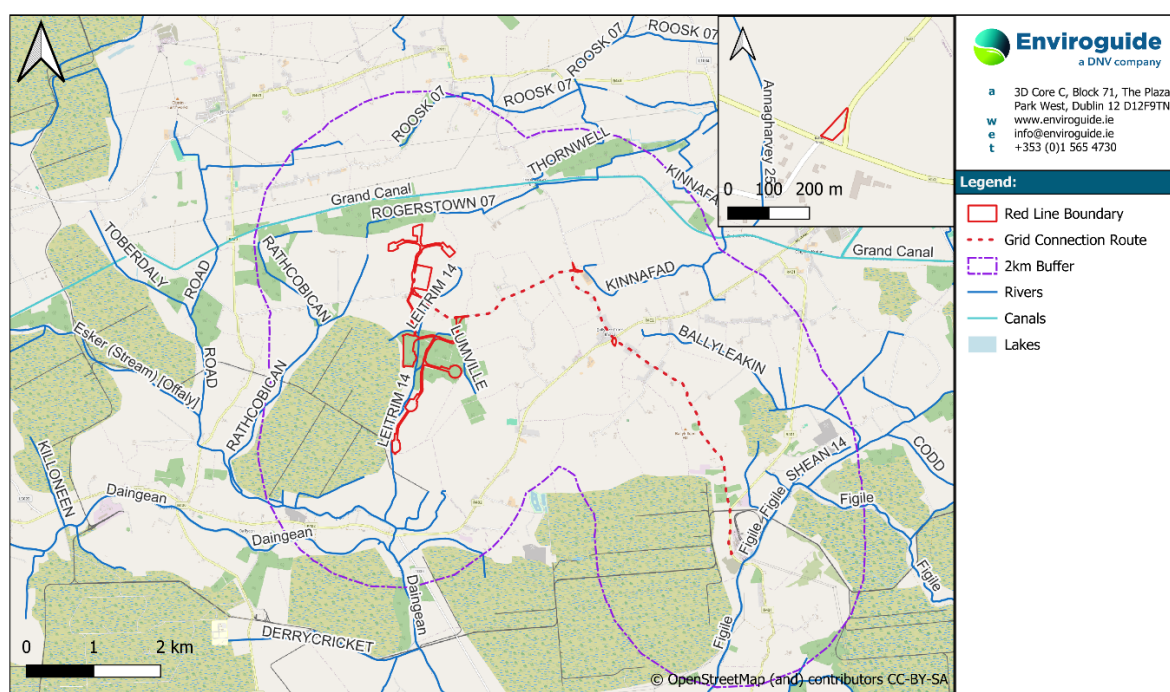 ROOSK 07
ROOSK 07
ROOSK 07
ROOSK 07
ROOSK 07
THORNWELL
KINNAFA
Grand Canal
ROGERSTOWN 07
Grand Canal
TOBERDALY
ROAD
RATHCOBICAN
LEITRIM 14
KINNAFAD
LUMVILLE
BALLYLEAKIN
Esker (Stream) [Offaly]
ROAD
RATHCOBICAN
LEITRIM 14
KILLONEEN
Daingean
Daingean
Daingean
SHEAN 14
CODD
Figile
Figile
Figile
Figile
Figile
DERRYCRICKET
0 1 2 km
© OpenStreetMap (and) contributors CC-BY-SA
Annagharvey 25
0 100 200 m
Enviroguide
a DNV company
a 3D Core C, Block 71, The Plaza,
Park West, Dublin 12 D12F9TN
w www.enviroguide.ie
e info@enviroguide.ie
t +353 (0)1 565 4730
Legend:
Red Line Boundary
Grid Connection Route
2km Buffer
Rivers
Canals
Lakes